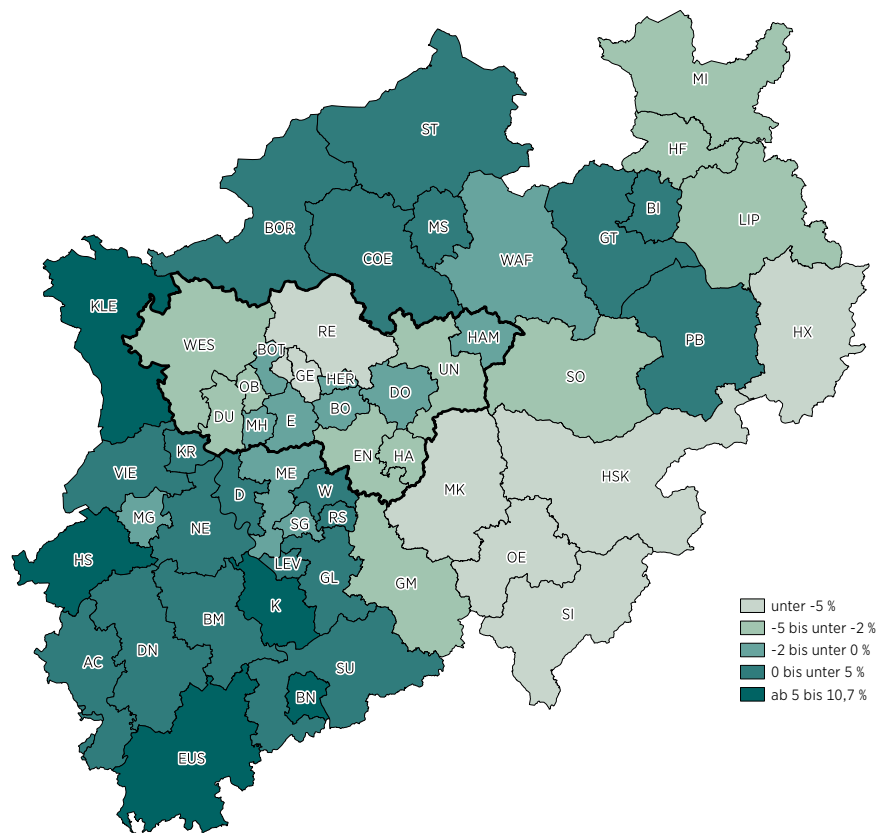 MI
ST
HF
BI
LIP
BOR
MS
GT
COE
WAF
KLE
RE
HX
WES
HAM
PB
BOT
UN
GE
HER
SO
OB
DO
BO
DU
MH
E
EN
HA
KR
VIE
ME
HSK
D
W
MK
MG
RS
SG
NE
HS
OE
LEV
GL
GM
K
SI
BM
DN
AC
SU
BN
EUS
unter -5 %
-5 bis unter -2 %
-2 bis unter 0 %
0 bis unter 5 %
ab 5 bis 10,7 %